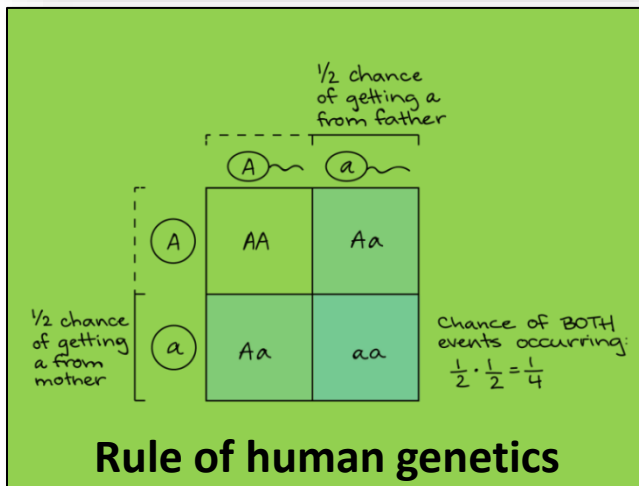 ½ chance
of getting a
from father
A
a
A
AA
Aa
½ chance
of getting
a from
mother
a
Aa
aa
Chance of BOTH
events occurring:
1/2 · 1/2 = 1/4
Rule of human genetics